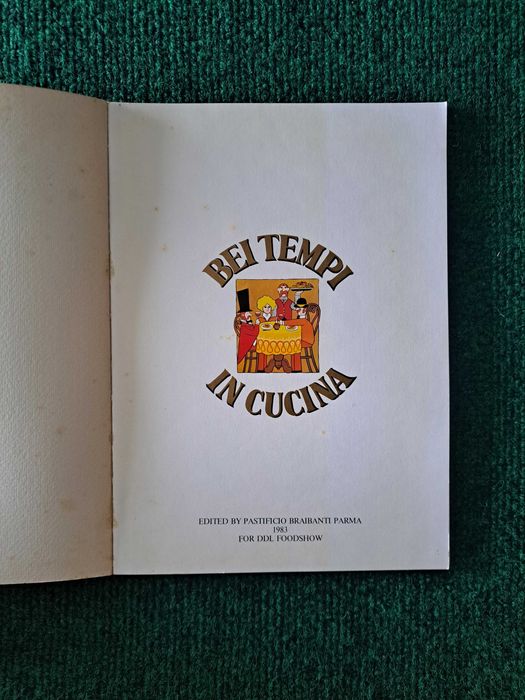 BEI TEMPI
IN CUCINA
EDITED BY PASTIFICIO BRAIBANTI PARMA
1983
FOR DDL FOODSHOW